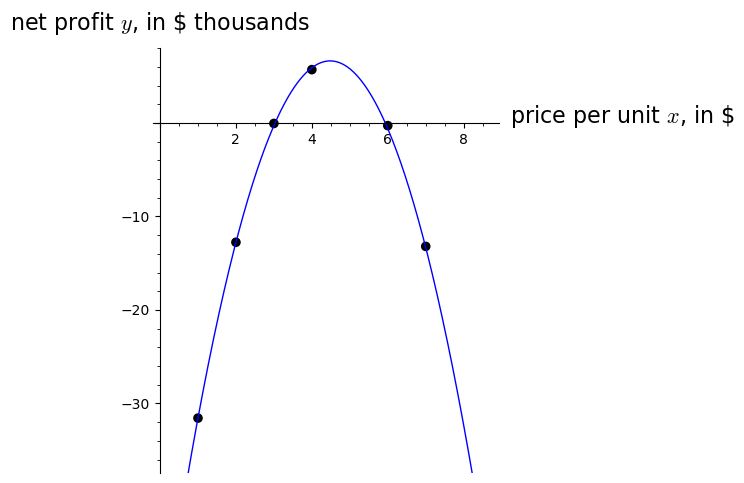 net profit y, in $ thousands
price per unit x, in $
2 4 6 8
−10
−20
−30